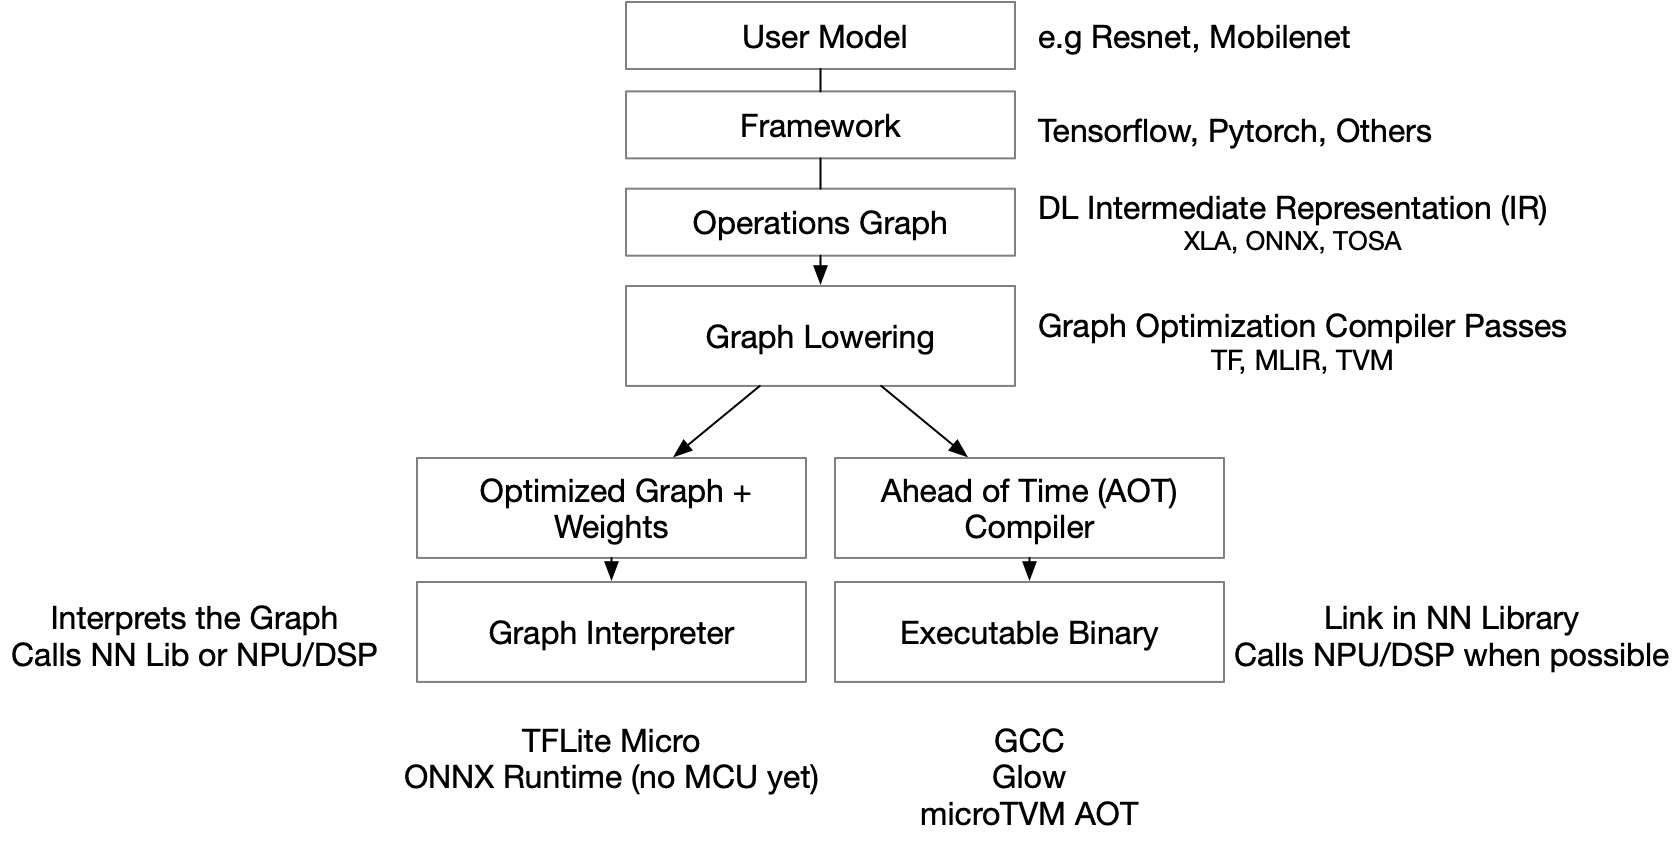 User Model
e.g Resnet, Mobilenet
Framework
Tensorflow, Pytorch, Others
Operations Graph
DL Intermediate Representation (IR)
XLA, ONNX, TOSA
Graph Lowering
Graph Optimization Compiler Passes
TF, MLIR, TVM
Optimized Graph +
Weights
Ahead of Time (AOT)
Compiler
Interprets the Graph
Calls NN Lib or NPU/DSP
Graph Interpreter
Executable Binary
Link in NN Library
Calls NPU/DSP when possible
TFLite Micro
ONNX Runtime (no MCU yet)
GCC
Glow
microTVM AOT